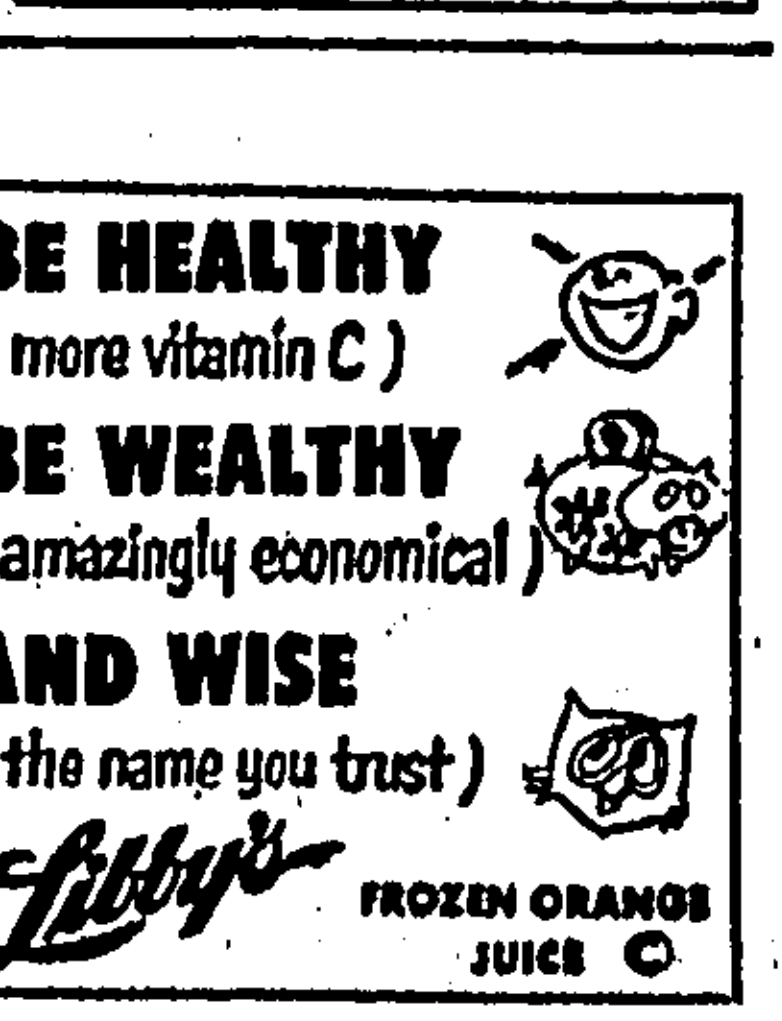 BE HEALTHY
more vitamin C)
BE WEALTHY
amazingly economical)
AND WISE
the name you trust)
Libby's
FROZEN ORANGE
JUICE ©